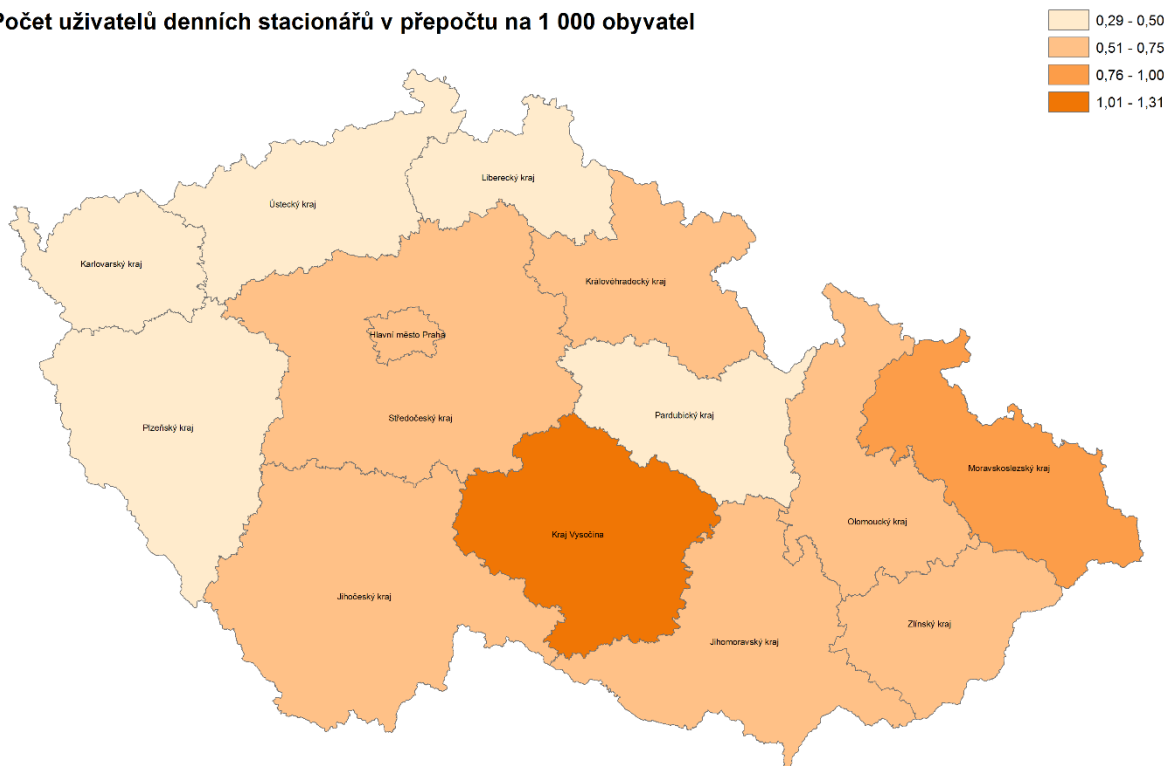 Počet uživatelů denních stacionářů v přepočtu na 1 000 obyvatel
0,29 - 0,50
0,51 - 0,75
0,76 - 1,00
1,01 - 1,31
Liberecký kraj
Ústecký kraj
Karlovarský kraj
Královéhradecký kraj
Hlavní město Praha
Středočeský kraj
Pardubický kraj
Plzeňský kraj
Moravskoslezský kraj
Olomoucký kraj
Kraj Vysočina
Jihočeský kraj
Zlínský kraj
Jihomoravský kraj